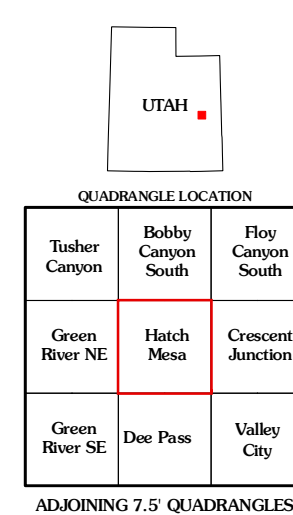 UTAH
QUADRANGLE LOCATION
Tusher
Canyon
Bobby
Canyon
South
Floy
Canyon
South
Green
River NE
Hatch
Mesa
Crescent
Junction
Green
River SE
Dee Pass
Valley
City
ADJOINING 7.5' QUADRANGLES